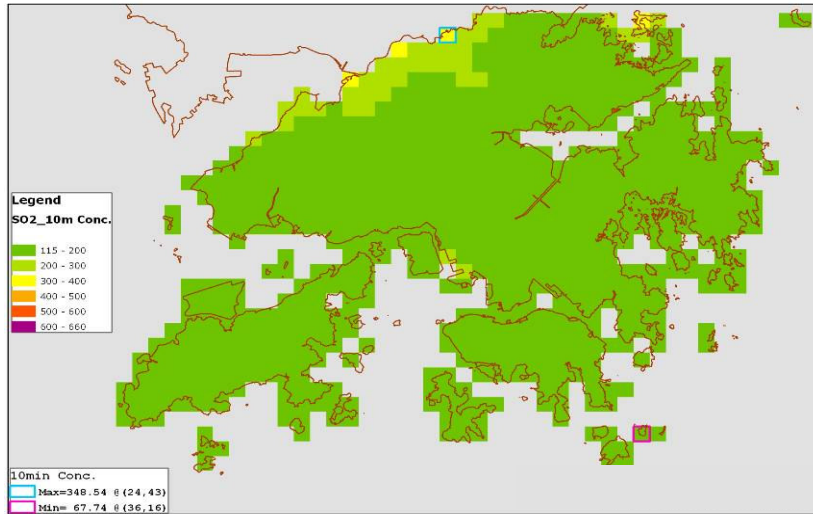 Legend
SO2_10m Conc.
115 - 200
200 - 300
300 - 400
400 - 500
500 - 600
600 - 660
10min Conc.
Max=348.54 @(24,43)
Min= 67.74 @(36,16)